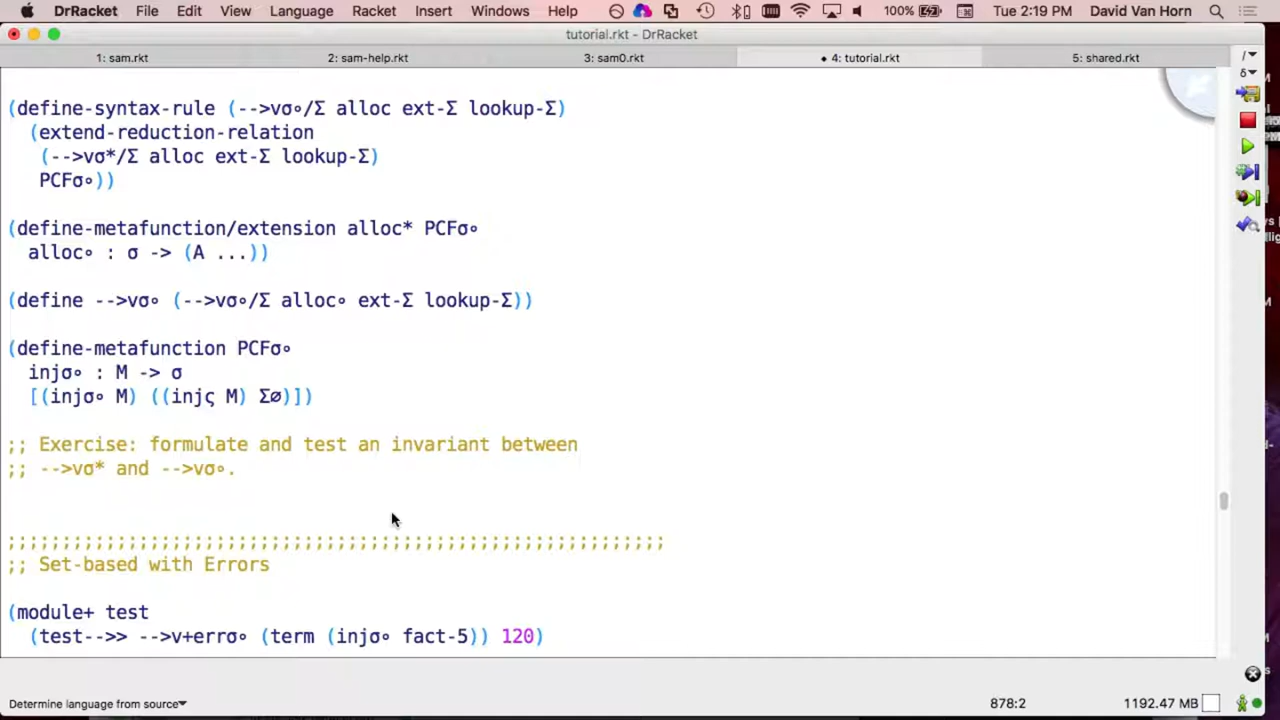 DrRacket File Edit View Language Racket Insert Windows Help 100% Tue 2:19 PM David Van Horn
tutorial.rkt - DrRacket
1: sam.rkt 2: sam-help.rkt 3: sam0.rkt • 4: tutorial.rkt 5: shared.rkt
(define-syntax-rule (-->vσ∘/Σ alloc ext-Σ lookup-Σ)
(extend-reduction-relation
(-->vσ*/Σ alloc ext-Σ lookup-Σ)
PCFσ∘))
(define-metafunction/extension alloc* PCFσ∘
alloc∘ : σ -> (A ...))
(define -->vσ∘ (-->vσ∘/Σ alloc∘ ext-Σ lookup-Σ))
(define-metafunction PCFσ∘
injσ∘ : M -> σ
[(injσ∘ M) ((injς M) Σ∅)])
;; Exercise: formulate and test an invariant between
;; -->vσ* and -->vσ∘.
;;;;;;;;;;;;;;;;;;;;;;;;;;;;;;;;;;;;;;;;;;;;;;;;;;;;;;;;;;;;
;; Set-based with Errors
(module+ test
(test-->> -->v+errσ∘ (term (injσ∘ fact-5)) 120)
Determine language from source 878:2 1192.47 MB